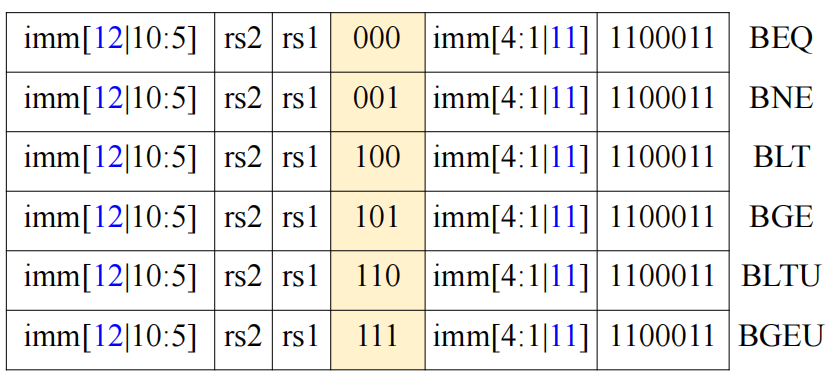 imm[12|10:5] rs2 rs1 000 imm[4:1|11] 1100011 BEQ
imm[12|10:5] rs2 rs1 001 imm[4:1|11] 1100011 BNE
imm[12|10:5] rs2 rs1 100 imm[4:1|11] 1100011 BLT
imm[12|10:5] rs2 rs1 101 imm[4:1|11] 1100011 BGE
imm[12|10:5] rs2 rs1 110 imm[4:1|11] 1100011 BLTU
imm[12|10:5] rs2 rs1 111 imm[4:1|11] 1100011 BGEU